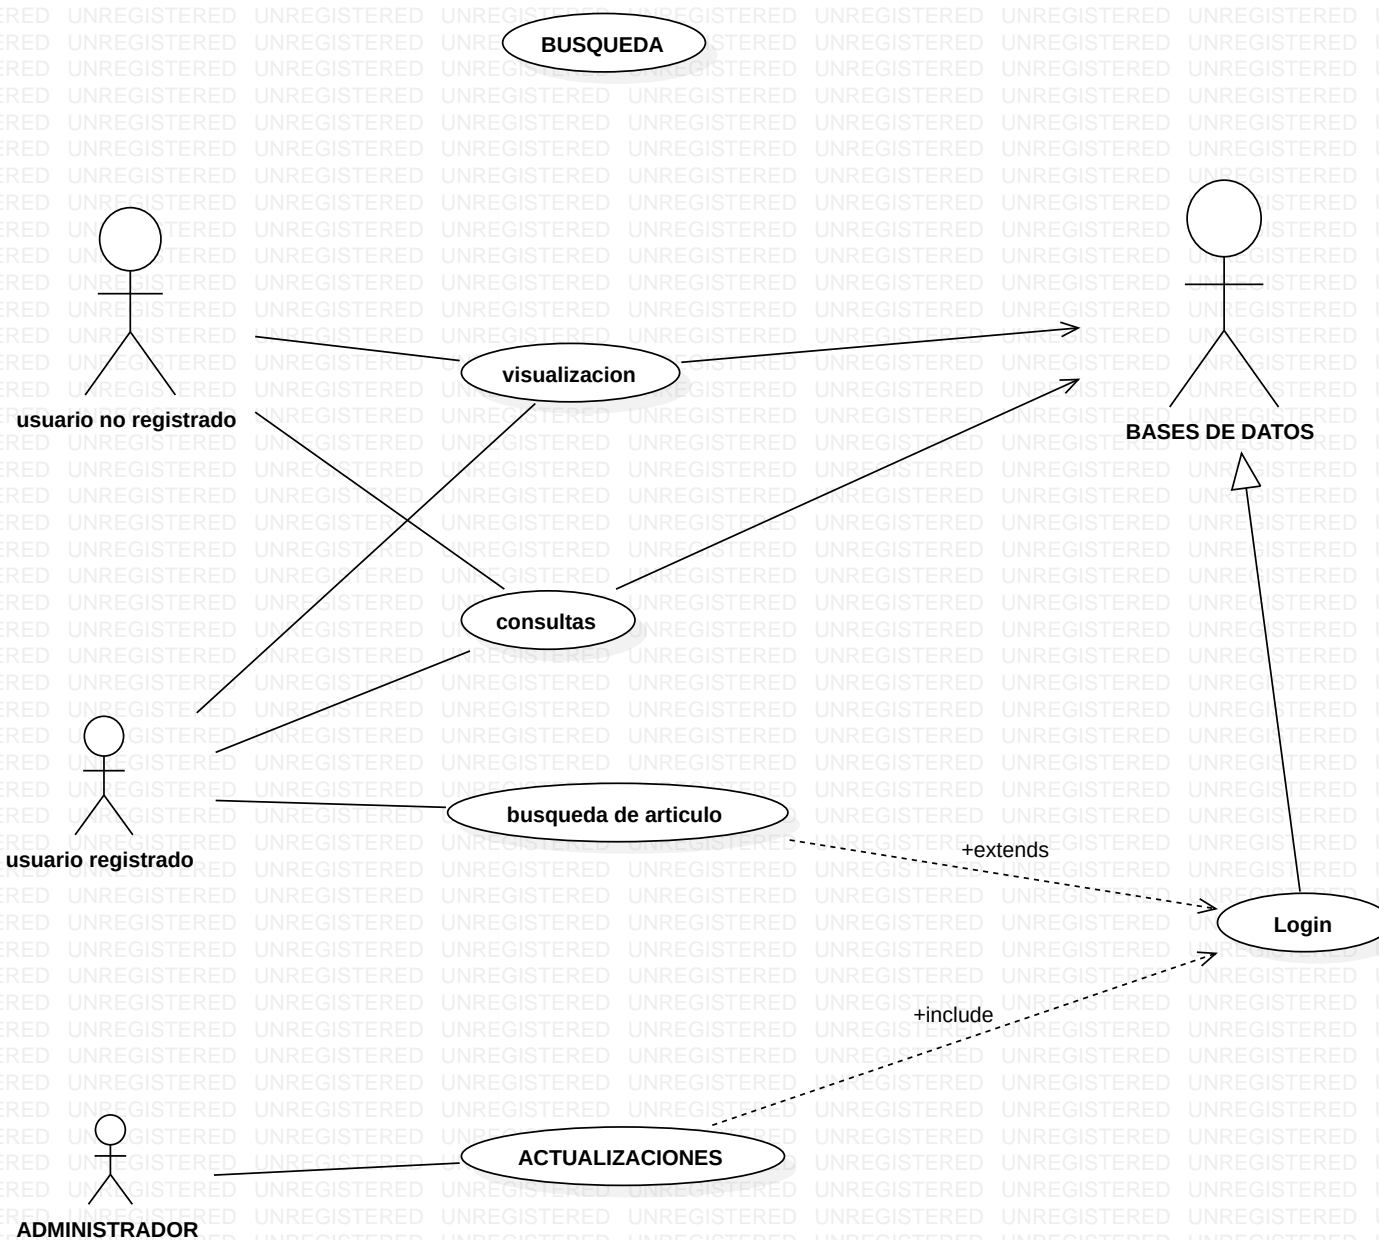 BUSQUEDA
visualizacion
usuario no registrado
BASES DE DATOS
consultas
busqueda de articulo
+extends
usuario registrado
Login
+include
ACTUALIZACIONES
ADMINISTRADOR